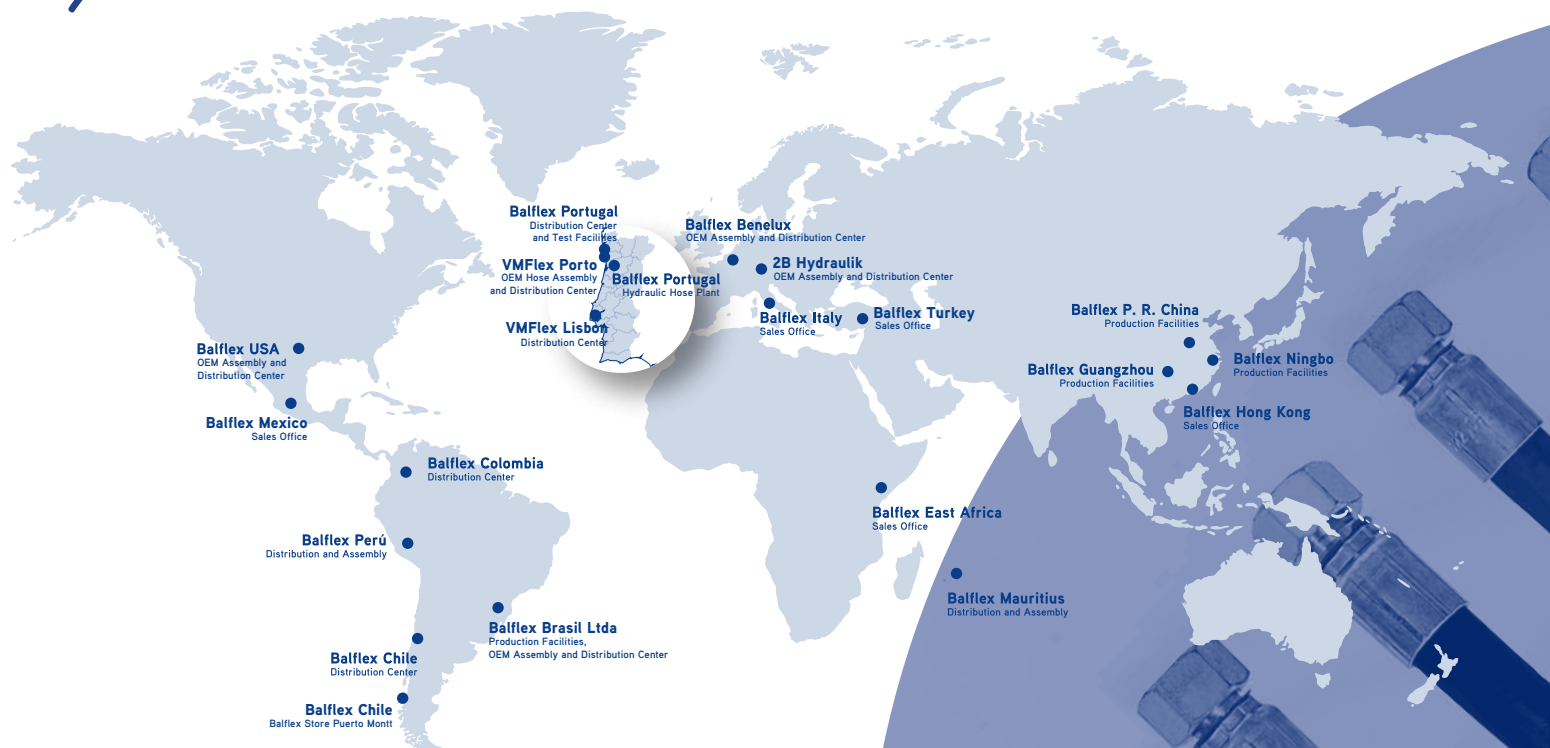 Balflex Portugal
Distribution Center
and Test Facilities
VMFlex Porto
OEM Hose Assembly
and Distribution Center
Balflex Portugal
Hydraulic Hose Plant
VMFlex Lisbon
Distribution Center
Balflex Benelux
OEM Assembly and Distribution Center
2B Hydraulik
OEM Assembly and Distribution Center
Balflex Italy
Sales Office
Balflex Turkey
Sales Office
Balflex P. R. China
Production Facilities
Balflex Ningbo
Production Facilities
Balflex Guangzhou
Production Facilities
Balflex Hong Kong
Sales Office
Balflex USA
OEM Assembly and
Distribution Center
Balflex Mexico
Sales Office
Balflex Colombia
Distribution Center
Balflex Perú
Distribution and Assembly
Balflex Brasil Ltda
Production Facilities,
OEM Assembly and Distribution Center
Balflex Chile
Distribution Center
Balflex Chile
Balflex Store Puerto Montt
Balflex East Africa
Sales Office
Balflex Mauritius
Distribution and Assembly